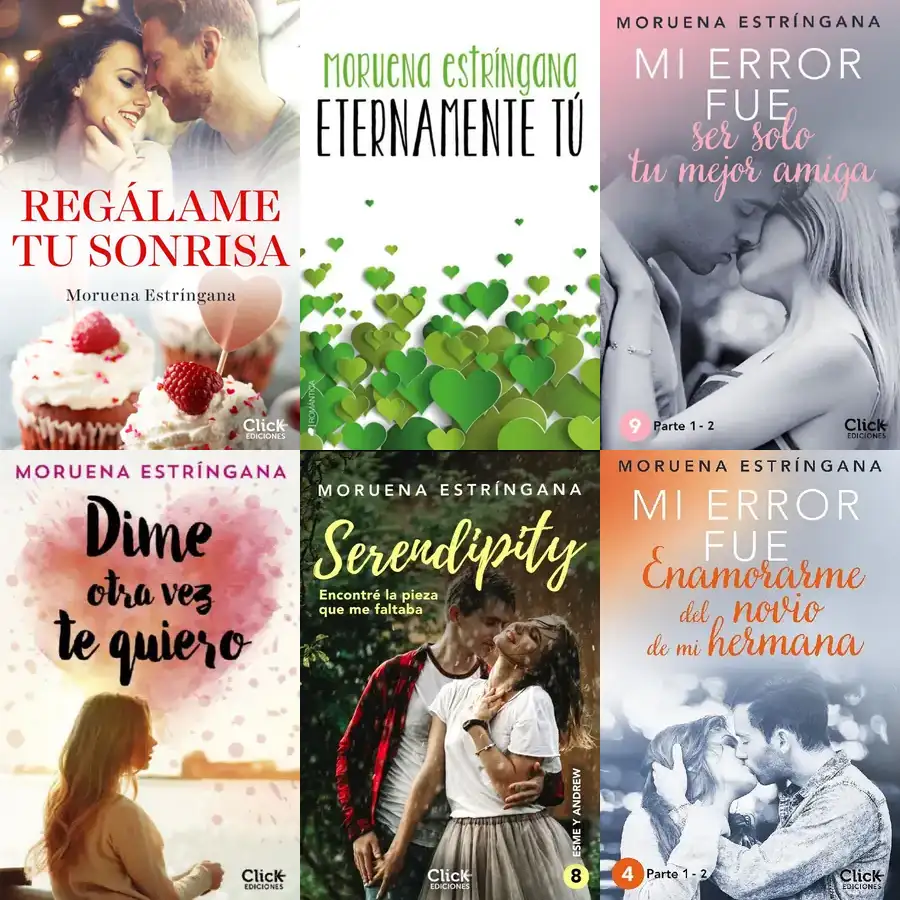 REGÁLAME
TU SONRISA
Moruena Estríngana
Click
EDICIONES
MORUENA ESTRÍNGANA
ETERNAMENTE TÚ
ROMÁNTICA
MORUENA ESTRÍNGANA
MI ERROR
FUE
ser solo
tu mejor amiga
9 Parte 1 - 2
Click
EDICIONES
MORUENA ESTRÍNGANA
Dime
otra vez
te quiero
Click
EDICIONES
MORUENA ESTRÍNGANA
Serendipity
Encontré la pieza
que me faltaba
ESME Y ANDREW
8
Click
EDICIONES
MORUENA ESTRÍNGANA
MI ERROR
FUE
Enamorarme
del novio
de mi hermana
4 Parte 1 - 2
Click
EDICIONES